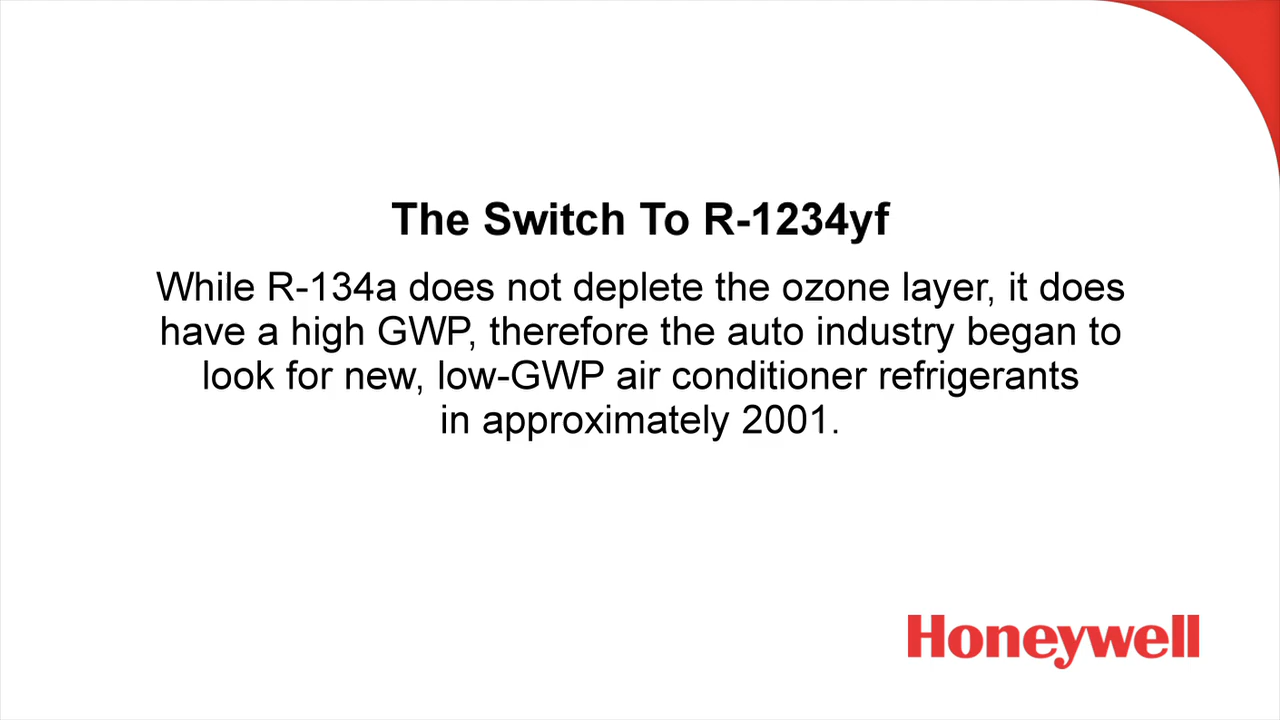 The Switch To R-1234yf
While R-134a does not deplete the ozone layer, it does
have a high GWP, therefore the auto industry began to
look for new, low-GWP air conditioner refrigerants
in approximately 2001.
Honeywell